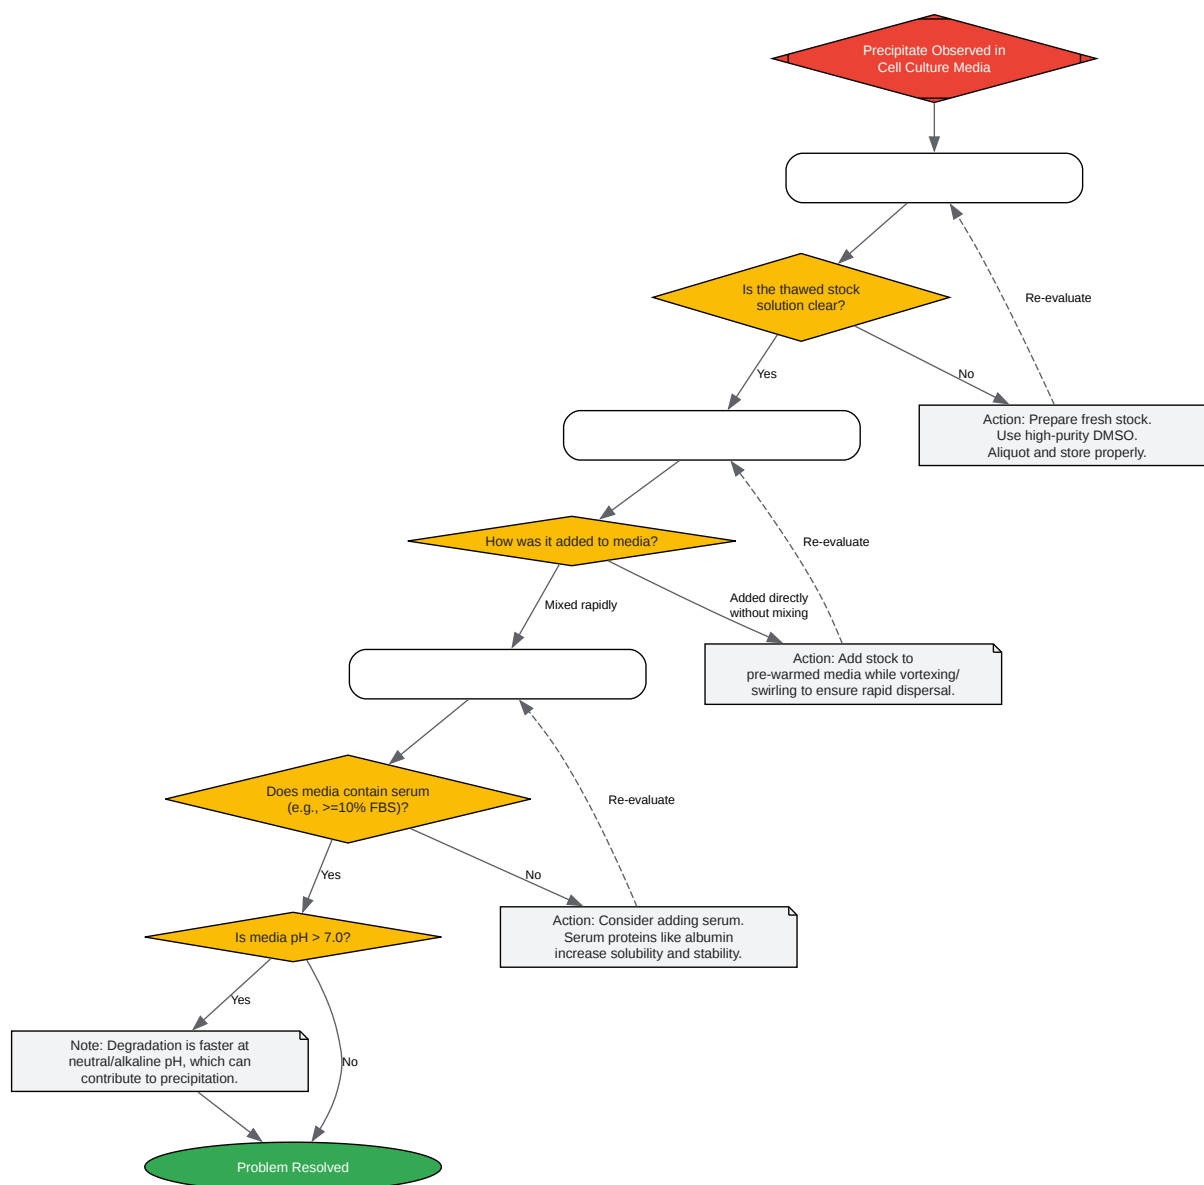 Precipitate Observed in
Cell Culture Media
Is the thawed stock
solution clear?
Re-evaluate
Yes
No
Action: Prepare fresh stock.
Use high-purity DMSO.
Aliquot and store properly.
How was it added to media?
Re-evaluate
Mixed rapidly
Added directly
without mixing
Action: Add stock to
pre-warmed media while vortexing/
swirling to ensure rapid dispersal.
Does media contain serum
(e.g., >=10% FBS)?
Re-evaluate
Yes
No
Action: Consider adding serum.
Serum proteins like albumin
increase solubility and stability.
Is media pH > 7.0?
Yes
No
Note: Degradation is faster at
neutral/alkaline pH, which can
contribute to precipitation.
Problem Resolved